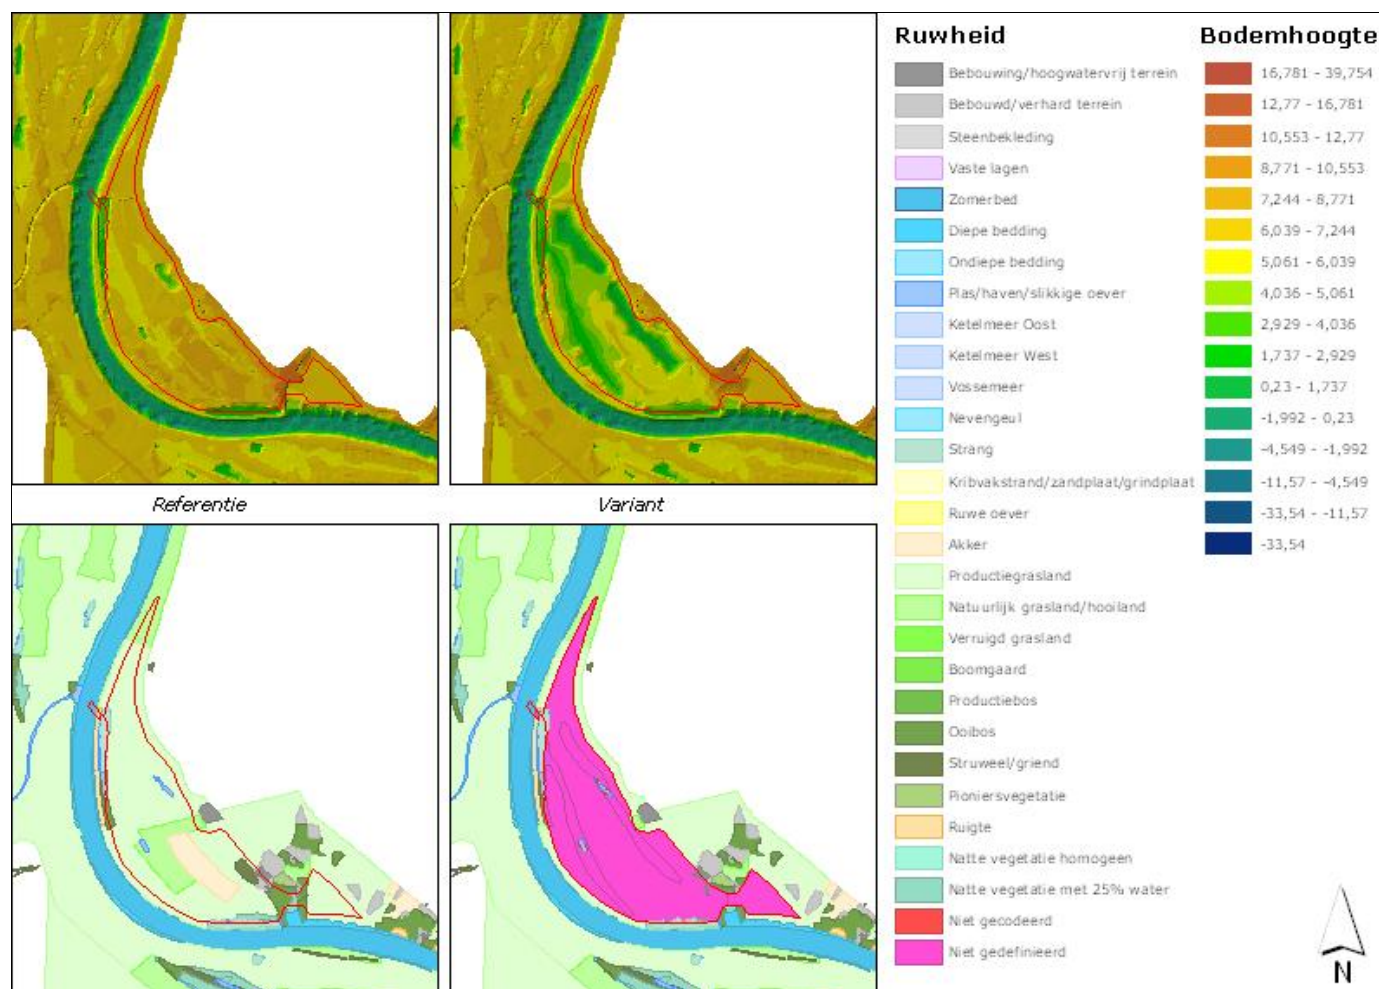 Referentie
Variant
Ruwheid
Bebouwing/hoogwatervrij terrein
Bebouwd/verhard terrein
Steenbekleding
Vaste lagen
Zomerbed
Diepe bedding
Ondiepe bedding
Plas/haven/slikkige oever
Ketelmeer Oost
Ketelmeer West
Vossemeer
Nevengeul
Strang
Kribvakstrand/zandplaat/grindplaat
Ruwe oever
Akker
Productiegrasland
Natuurlijk grasland/hooiland
Verruigd grasland
Boomgaard
Productiebos
Ooibos
Struweel/griend
Pioniersvegetatie
Ruigte
Natte vegetatie homogeen
Natte vegetatie met 25% water
Niet gecodeerd
Niet gedefinieerd
Bodemhoogte
16,781 - 39,754
12,77 - 16,781
10,553 - 12,77
8,771 - 10,553
7,244 - 8,771
6,039 - 7,244
5,061 - 6,039
4,036 - 5,061
2,929 - 4,036
1,737 - 2,929
0,23 - 1,737
-1,992 - 0,23
-4,549 - -1,992
-11,57 - -4,549
-33,54 - -11,57
-33,54
N